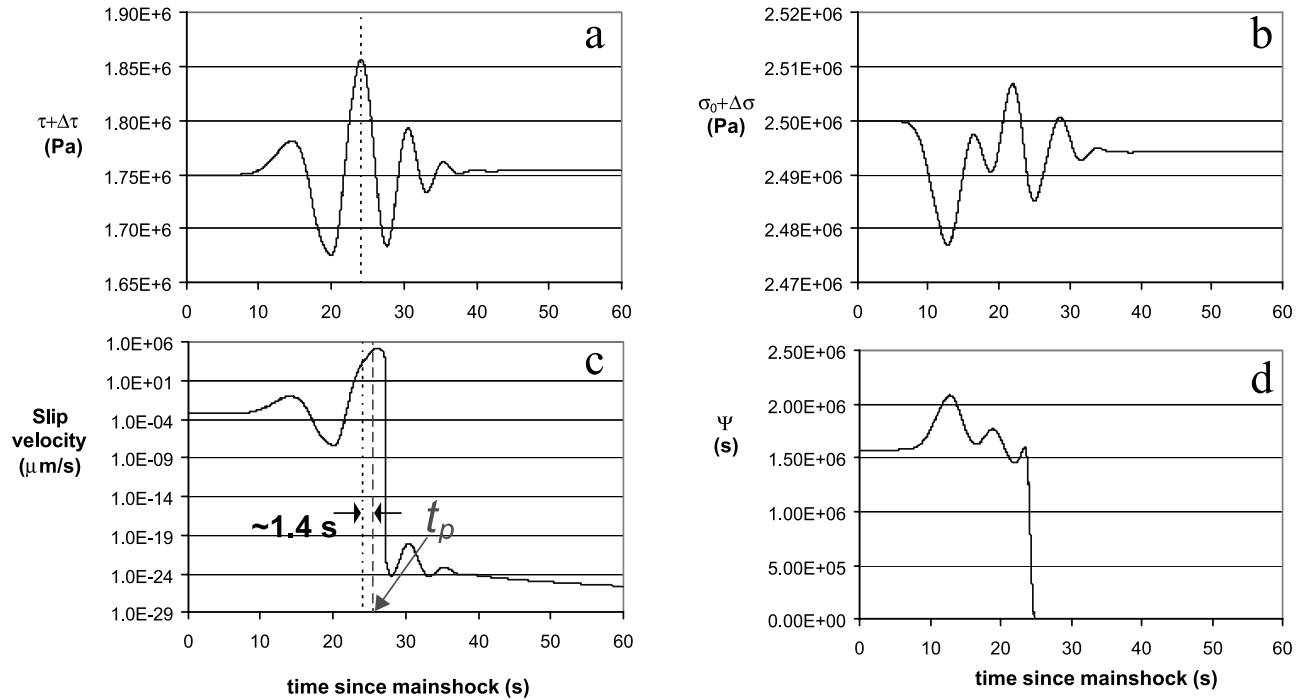 a
1.90E+6
1.85E+6
1.80E+6
1.75E+6
1.70E+6
1.65E+6
τ+Δτ
(Pa)
0 10 20 30 40 50 60
b
2.52E+06
2.51E+06
2.50E+06
2.49E+06
2.48E+06
2.47E+06
σ0+Δσ
(Pa)
0 10 20 30 40 50 60
time since mainshock (s)
c
1.0E+06
1.0E+01
1.0E-04
1.0E-09
1.0E-14
1.0E-19
1.0E-24
1.0E-29
Slip
velocity
(μm/s)
~1.4 s
tp
0 10 20 30 40 50 60
time since mainshock (s)
d
2.50E+06
2.00E+06
1.50E+06
1.00E+06
5.00E+05
0.00E+00
Ψ
(s)
0 10 20 30 40 50 60
time since mainshock (s)